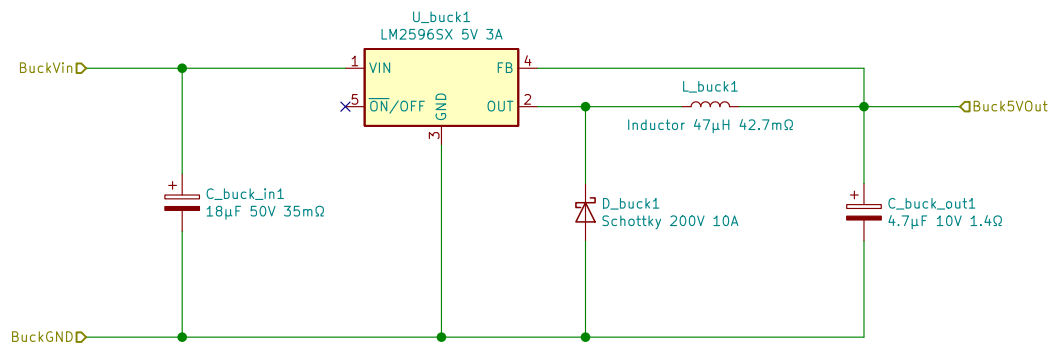 U_buck1
LM2596SX 5V 3A
BuckVin
1
VIN
FB
4
5
ON/OFF
GND
OUT
2
3
L_buck1
Inductor 47µH 42.7mΩ
Buck5VOut
+
C_buck_in1
18µF 50V 35mΩ
D_buck1
Schottky 200V 10A
+
C_buck_out1
4.7µF 10V 1.4Ω
BuckGND